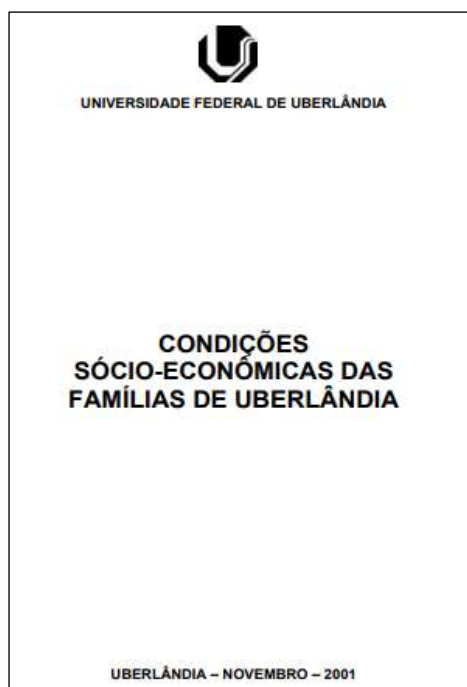 UNIVERSIDADE FEDERAL DE UBERLÂNDIA
CONDIÇÕES
SÓCIO-ECONÔMICAS DAS
FAMÍLIAS DE UBERLÂNDIA
UBERLÂNDIA – NOVEMBRO – 2001